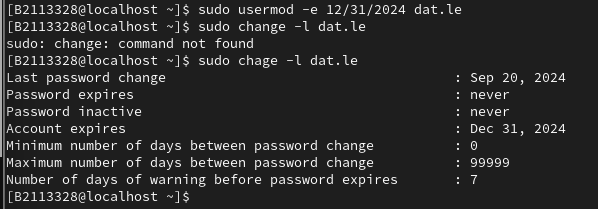 [B2113328@localhost ~]$ sudo usermod -e 12/31/2024 dat.le
[B2113328@localhost ~]$ sudo change -l dat.le
sudo: change: command not found
[B2113328@localhost ~]$ sudo chage -l dat.le
Last password change : Sep 20, 2024
Password expires : never
Password inactive : never
Account expires : Dec 31, 2024
Minimum number of days between password change : 0
Maximum number of days between password change : 99999
Number of days of warning before password expires : 7
[B2113328@localhost ~]$